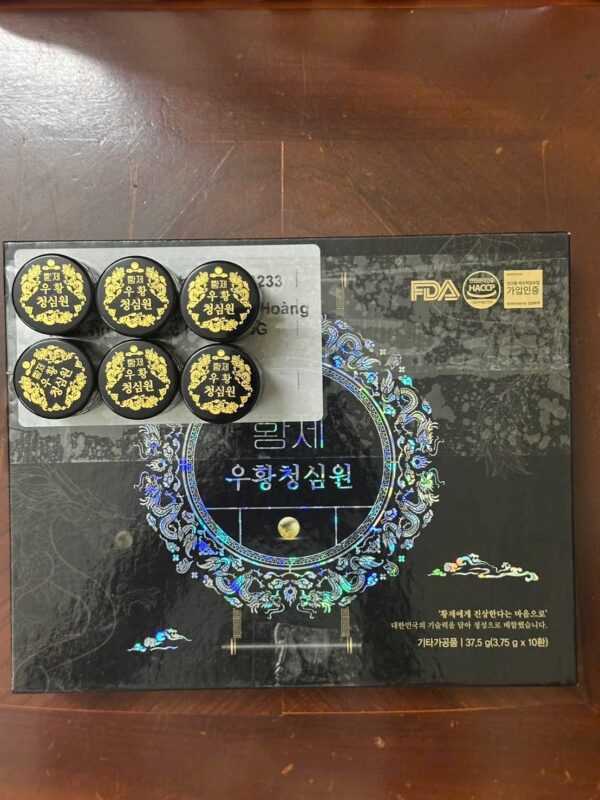 233
Hoàng
황제
우황
청심원
황제
우황
청심원
황제
우황
청심원
황제
우황
청심원
황제
우황
청심원
황제
우황
청심원
FDA
HACCP
가입인증
황제
우황청심원
'황제에게 진상한다는 마음으로'
대한민국의 기술력을 담아 정성으로 배합했습니다.
기타가공품 | 37.5 g(3.75 g x 10환)